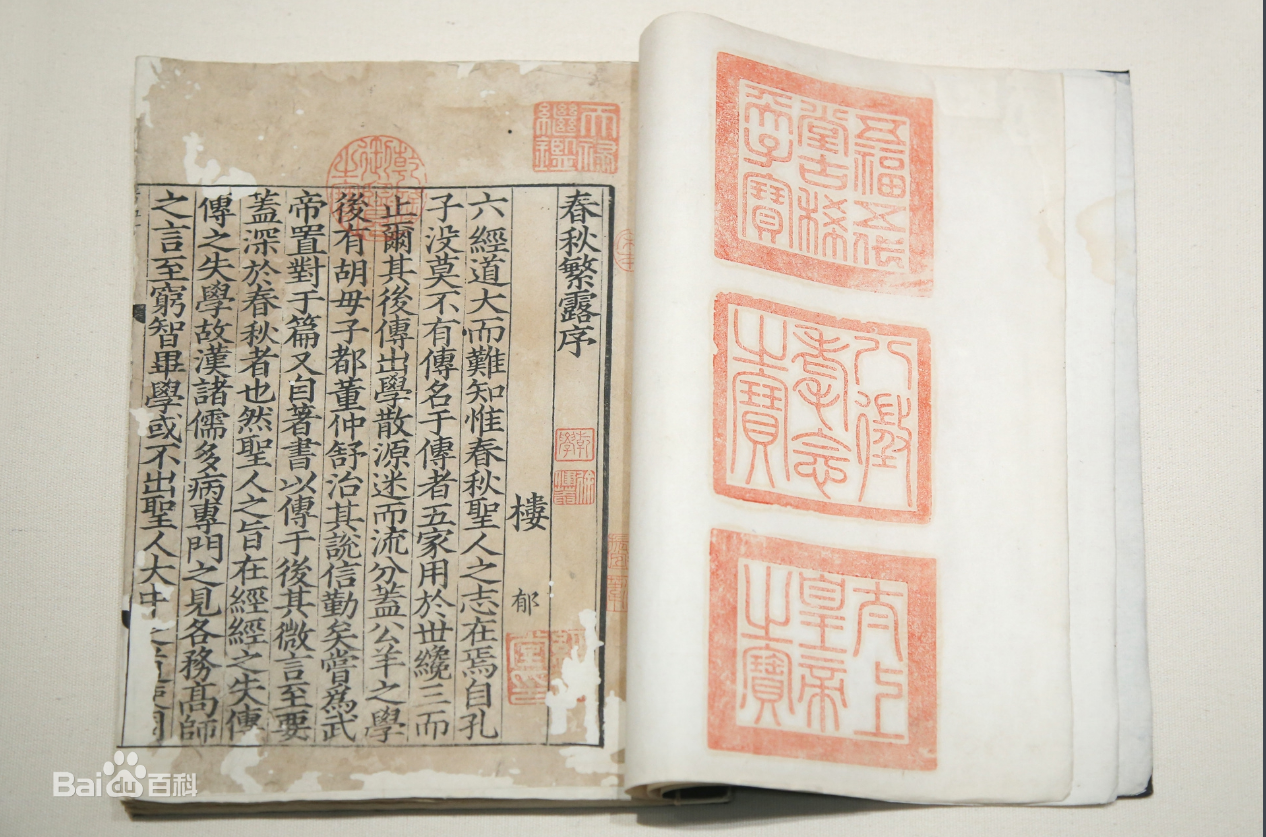 五福五代
堂古稀
天子寶
八徵
耄念
之寶
太上
皇帝
之寶
天祿
繼鑑
乾隆
御覽
之寶
春秋繁露序
樓郁
六經道大而難知惟春秋聖人之志在焉自孔
子没莫不有傳名于傳者五家用於世纔三而
止爾其後傳出學散源迷而流分蓋公羊之學
後有胡毋子都董仲舒治其説信勤矣嘗爲武
帝置對于篇又自著書以傳于後其微言至要
蓋深於春秋者也然聖人之旨在經經之失傳
傳之失學故漢諸儒多病專門之見各務髙師
之言至窮智畢學或不出聖人大中之
Bai百科